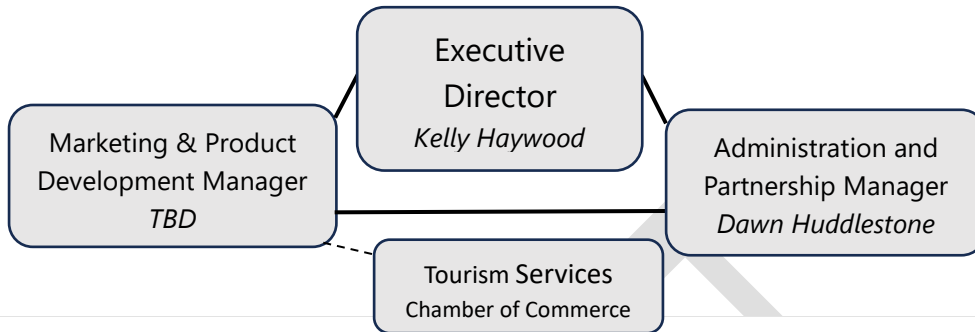 Executive
Director
Kelly Haywood
Marketing & Product
Development Manager
TBD
Administration and
Partnership Manager
Dawn Huddlestone
Tourism Services
Chamber of Commerce